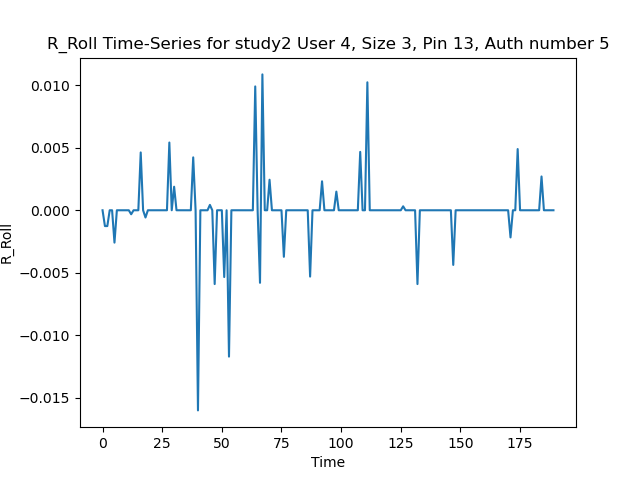 R_Roll Time-Series for study2 User 4, Size 3, Pin 13, Auth number 5
0.010
0.005
0.000
−0.005
−0.010
−0.015
R_Roll
0 25 50 75 100 125 150 175
Time